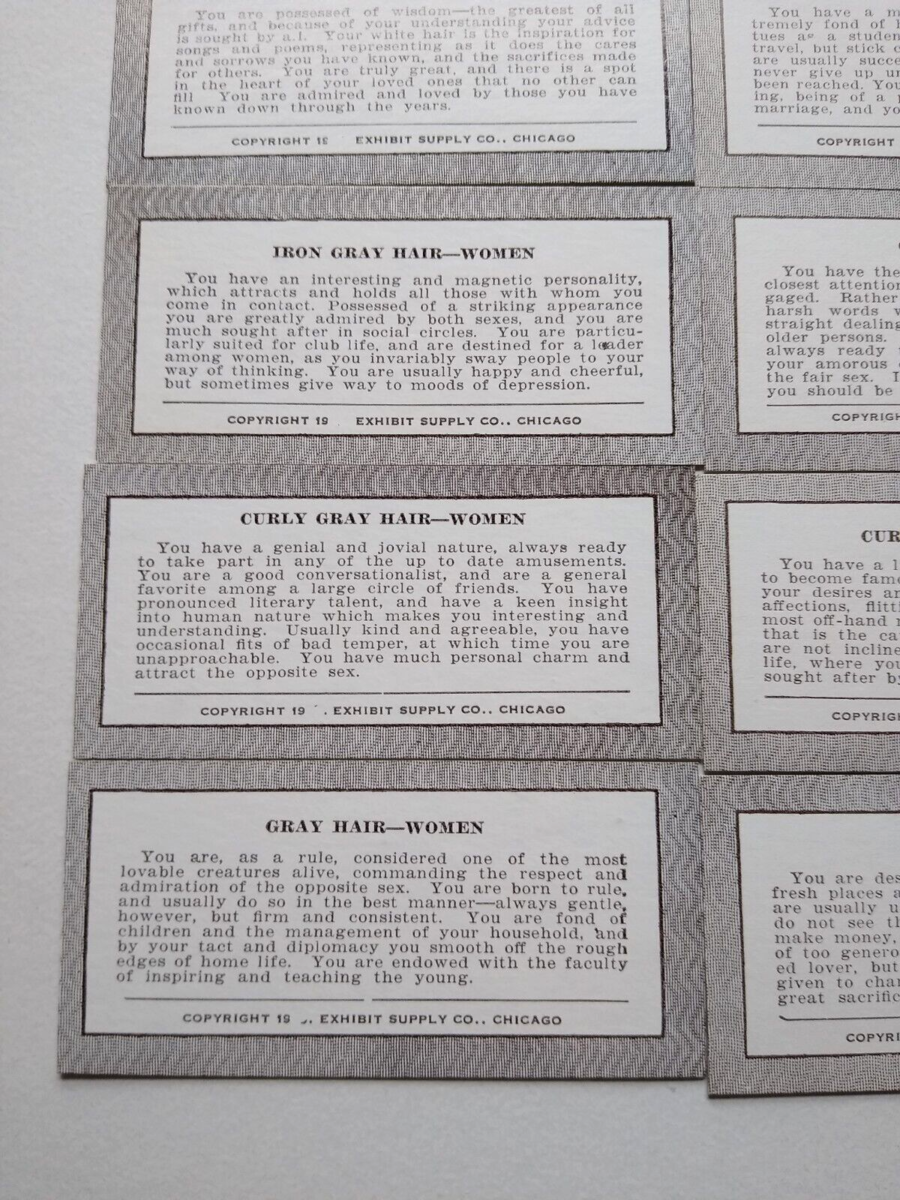 You are possessed of wisdom—the greatest of all
gifts, and because of your understanding your advice
is sought by a.l. Your white hair is the inspiration for
songs and poems, representing as it does the cares
and sorrows you have known, and the sacrifices made
for others. You are truly great, and there is a spot
in the heart of your loved ones that no other can
fill You are admired and loved by those you have
known down through the years.
COPYRIGHT 19 EXHIBIT SUPPLY CO., CHICAGO
IRON GRAY HAIR—WOMEN
You have an interesting and magnetic personality,
which attracts and holds all those with whom you
come in contact. Possessed of a striking appearance
you are greatly admired by both sexes, and you are
much sought after in social circles. You are particu-
larly suited for club life, and are destined for a leader
among women, as you invariably sway people to your
way of thinking. You are usually happy and cheerful,
but sometimes give way to moods of depression.
COPYRIGHT 19 EXHIBIT SUPPLY CO., CHICAGO
CURLY GRAY HAIR—WOMEN
You have a genial and jovial nature, always ready
to take part in any of the up to date amusements.
You are a good conversationalist, and are a general
favorite among a large circle of friends. You have
pronounced literary talent, and have a keen insight
into human nature which makes you interesting and
understanding. Usually kind and agreeable, you have
occasional fits of bad temper, at which time you are
unapproachable. You have much personal charm and
attract the opposite sex.
COPYRIGHT 19 . EXHIBIT SUPPLY CO., CHICAGO
GRAY HAIR—WOMEN
You are, as a rule, considered one of the most
lovable creatures alive, commanding the respect and
admiration of the opposite sex. You are born to rule,
and usually do so in the best manner—always gentle,
however, but firm and consistent. You are fond of
children and the management of your household, and
by your tact and diplomacy you smooth off the rough
edges of home life. You are endowed with the faculty
of inspiring and teaching the young.
COPYRIGHT 19 ., EXHIBIT SUPPLY CO., CHICAGO
You have a
tremely fond of
tues as a studen
travel, but stick
are usually succe
never give up
been reached. You
ing, being of a
marriage, and yo
COPYRIGHT
You have the
closest attention
gaged. Rather
harsh words
straight dealing
older persons.
always ready
your amorous
the fair sex.
you should be
COPYRIGH
CUR
You have a
to become fam
your desires
affections, flitti
most off-hand
that is the
are not incline
life, where you
sought after by
COPYRIGH
You are des
fresh places
are usually
do not see th
make money,
of too genero
ed lover, but
given to
great sacrific
COPYRI